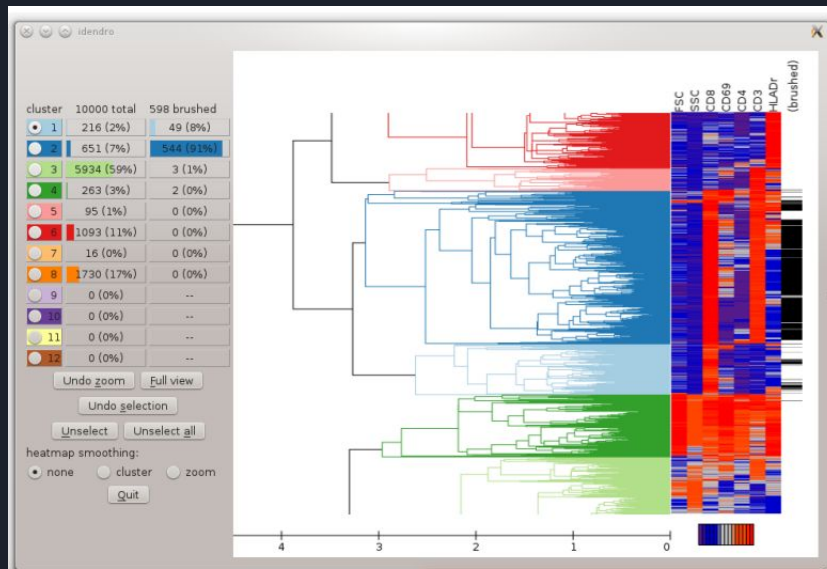 idendro
cluster 10000 total 598 brushed
1 216 (2%) 49 (8%)
2 651 (7%) 544 (91%)
3 5934 (59%) 3 (1%)
4 263 (3%) 2 (0%)
5 95 (1%) 0 (0%)
6 1093 (11%) 0 (0%)
7 16 (0%) 0 (0%)
8 1730 (17%) 0 (0%)
9 0 (0%) --
10 0 (0%) --
11 0 (0%) --
12 0 (0%) --
Undo zoom Full view
Undo selection
Unselect Unselect all
heatmap smoothing:
none cluster zoom
Quit
FSC
SSC
CD8
CD69
CD4
CD3
HLADr
(brushed)
4 3 2 1 0